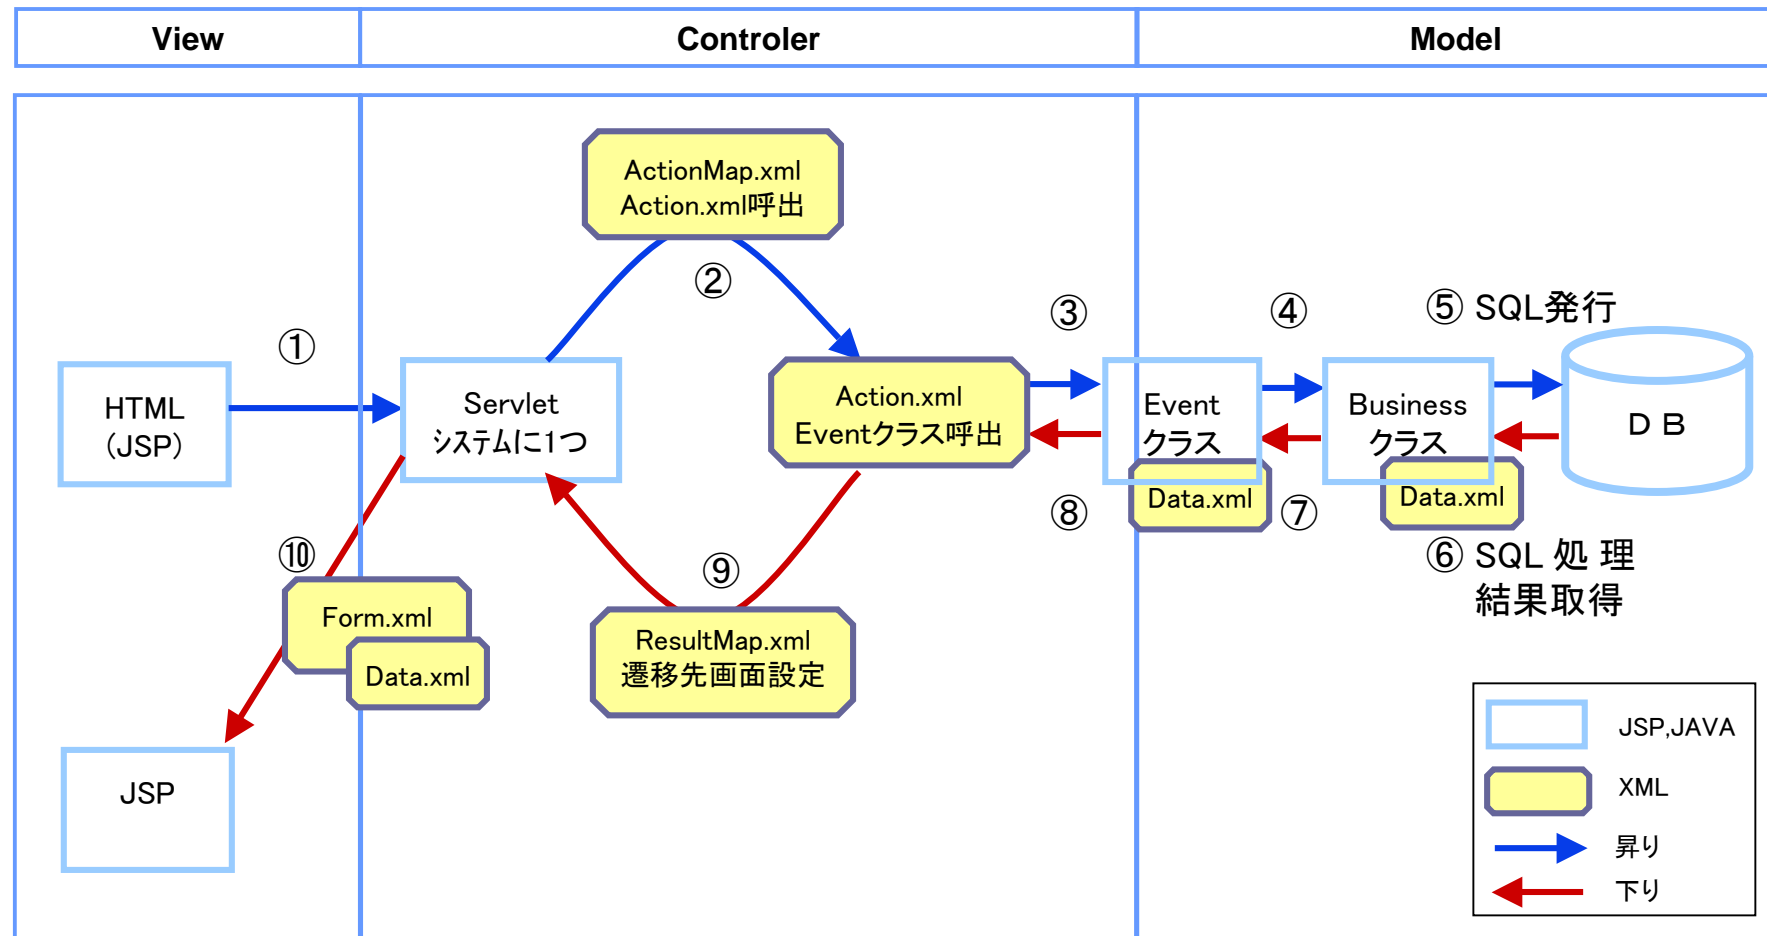 View
Controler
Model
ActionMap.xml
Action.xml呼出
②
①
③
④
⑤ SQL発行
HTML
(JSP)
Servlet
ｼｽﾃﾑに1つ
Action.xml
Eventクラス呼出
Event
クラス
Data.xml
Business
クラス
Data.xml
ＤＢ
⑧
⑦
⑥ SQL 処 理
結果取得
⑩
⑨
Form.xml
Data.xml
ResultMap.xml
遷移先画面設定
JSP
JSP,JAVA
XML
昇り
下り